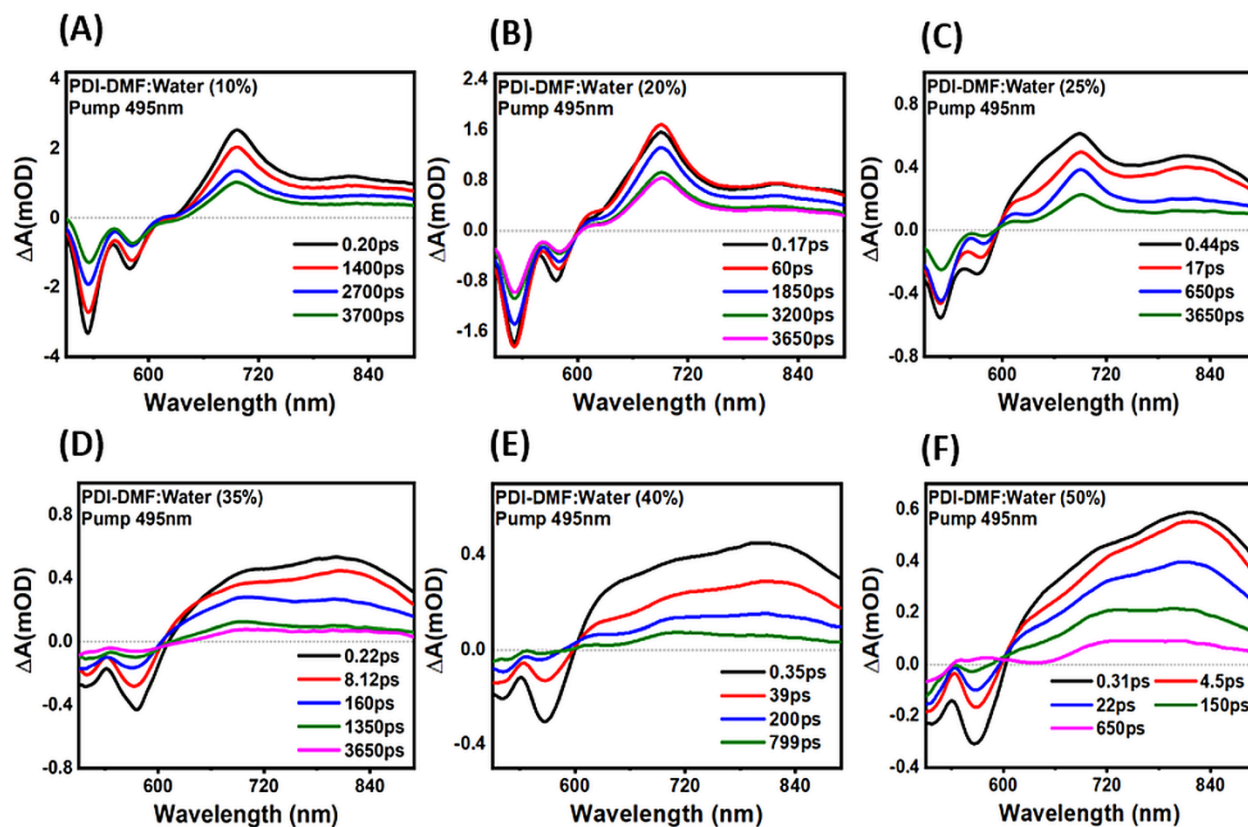 (A)
PDI-DMF:Water (10%)
Pump 495nm
ΔA(mOD)
4
2
0
-2
-4
0.20ps
1400ps
2700ps
3700ps
600
720
840
Wavelength (nm)
(B)
PDI-DMF:Water (20%)
Pump 495nm
ΔA(mOD)
2.4
1.6
0.8
0.0
-0.8
-1.6
0.17ps
60ps
1850ps
3200ps
3650ps
600
720
840
Wavelength (nm)
(C)
PDI-DMF:Water (25%)
Pump 495nm
ΔA(mOD)
0.8
0.4
0.0
-0.4
-0.8
0.44ps
17ps
650ps
3650ps
600
720
840
Wavelength (nm)
(D)
PDI-DMF:Water (35%)
Pump 495nm
ΔA(mOD)
0.8
0.4
0.0
-0.4
-0.8
0.22ps
8.12ps
160ps
1350ps
3650ps
600
720
840
Wavelength (nm)
(E)
PDI-DMF:Water (40%)
Pump 495nm
ΔA(mOD)
0.4
0.0
-0.4
0.35ps
39ps
200ps
799ps
600
720
840
Wavelength (nm)
(F)
PDI-DMF:Water (50%)
Pump 495nm
ΔA(mOD)
0.6
0.4
0.2
0.0
-0.2
-0.4
0.31ps 4.5ps
22ps 150ps
650ps
600
720
840
Wavelength (nm)